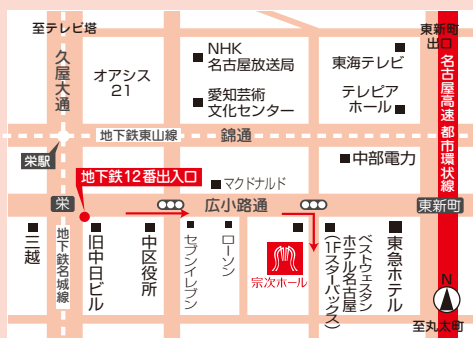 至テレビ塔
東新町
出口
久屋大通
オアシス
21
NHK
名古屋放送局
愛知芸術
文化センター
東海テレビ
テレピア
ホール
名古屋高速 都市環状線
地下鉄東山線
錦通
栄駅
中部電力
地下鉄12番出入口
マクドナルド
栄
広小路通
東新町
三越
地下鉄名城線
旧中日ビル
中区役所
セブンイレブン
ローソン
宗次ホール
ベストウェスタン
ホテル名古屋
(1Fスターバックス)
東急ホテル
N
至丸太町